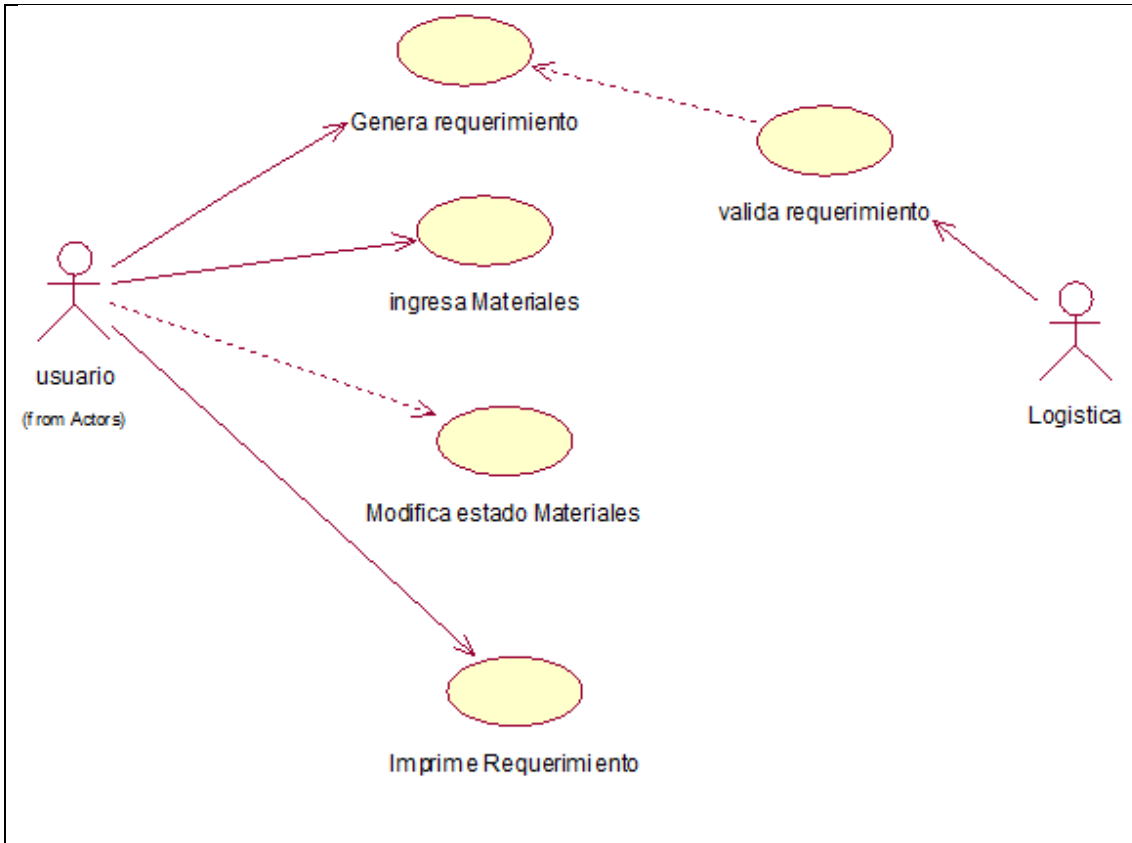 Genera requerimiento
valida requerimiento
ingresa Materiales
usuario
(from Actors)
Logistica
Modifica estado Materiales
Imprime Requerimiento